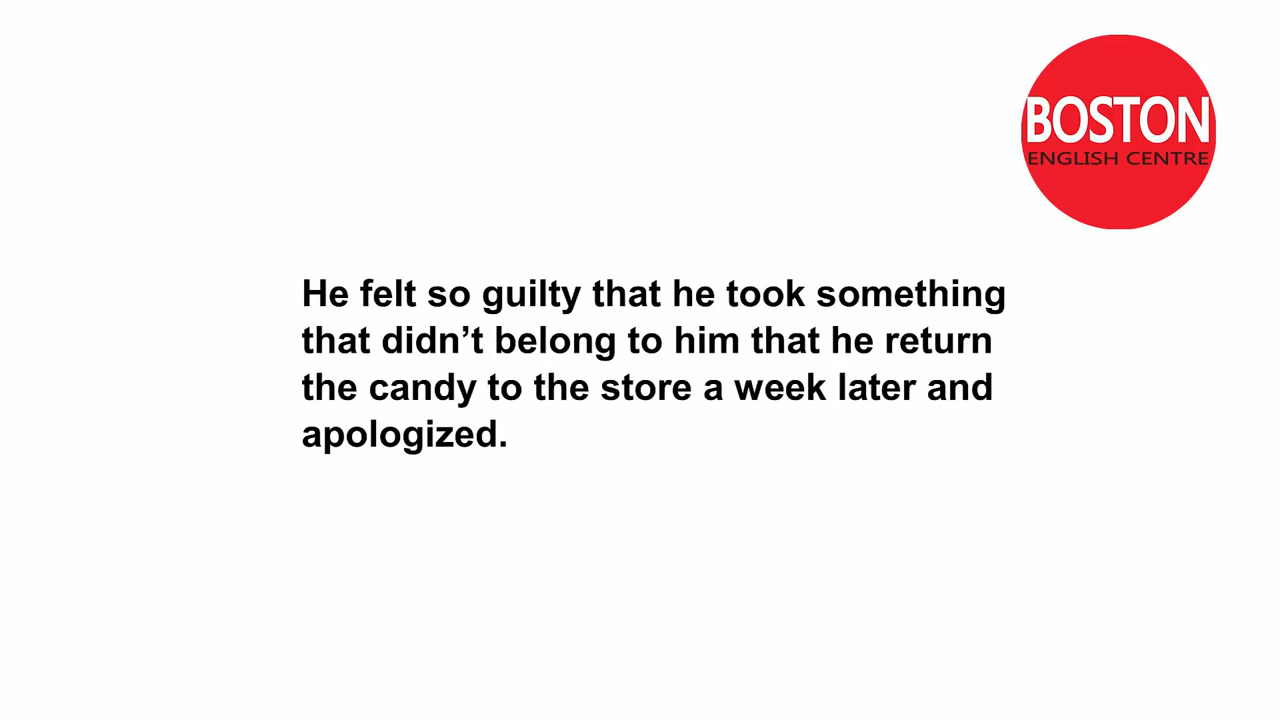 BOSTON
ENGLISH CENTRE
He felt so guilty that he took something
that didn’t belong to him that he return
the candy to the store a week later and
apologized.